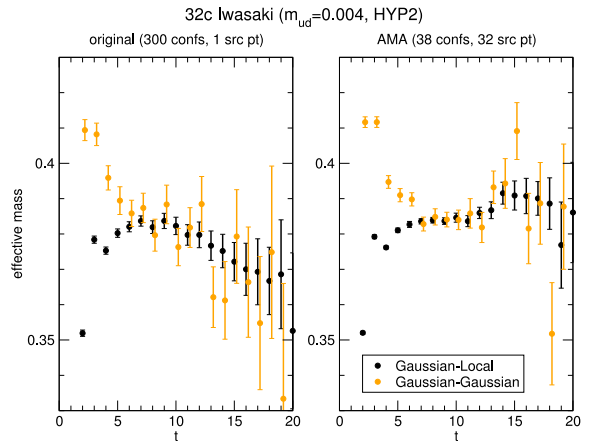 32c Iwasaki (m_ud=0.004, HYP2)
original (300 confs, 1 src pt)
AMA (38 confs, 32 src pt)
effective mass
0.4
0.35
0 5 10 15 20
t
0.4
0.35
0 5 10 15 20
t
Gaussian-Local
Gaussian-Gaussian